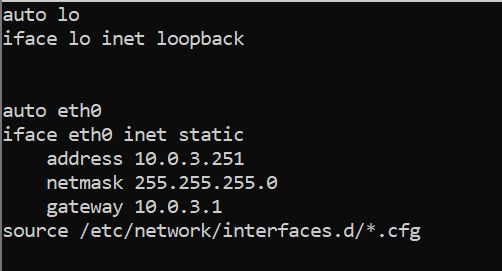 auto lo
iface lo inet loopback
auto eth0
iface eth0 inet static
    address 10.0.3.251
    netmask 255.255.255.0
    gateway 10.0.3.1
source /etc/network/interfaces.d/*.cfg